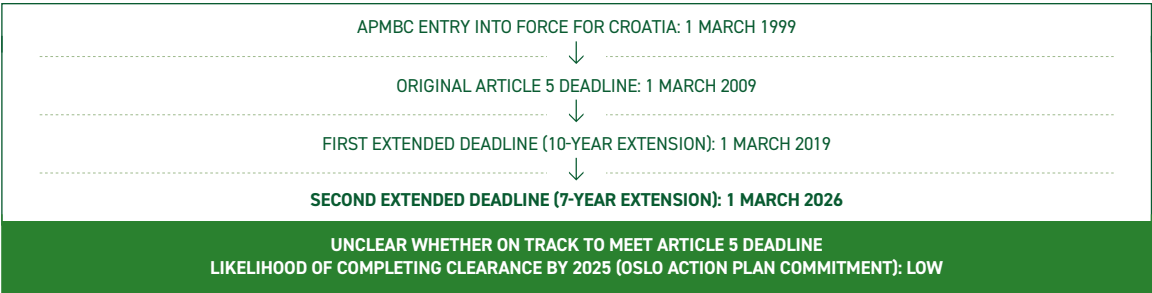 APMBC ENTRY INTO FORCE FOR CROATIA: 1 MARCH 1999
ORIGINAL ARTICLE 5 DEADLINE: 1 MARCH 2009
FIRST EXTENDED DEADLINE (10-YEAR EXTENSION): 1 MARCH 2019
SECOND EXTENDED DEADLINE (7-YEAR EXTENSION): 1 MARCH 2026
UNCLEAR WHETHER ON TRACK TO MEET ARTICLE 5 DEADLINE
LIKELIHOOD OF COMPLETING CLEARANCE BY 2025 (OSLO ACTION PLAN COMMITMENT): LOW